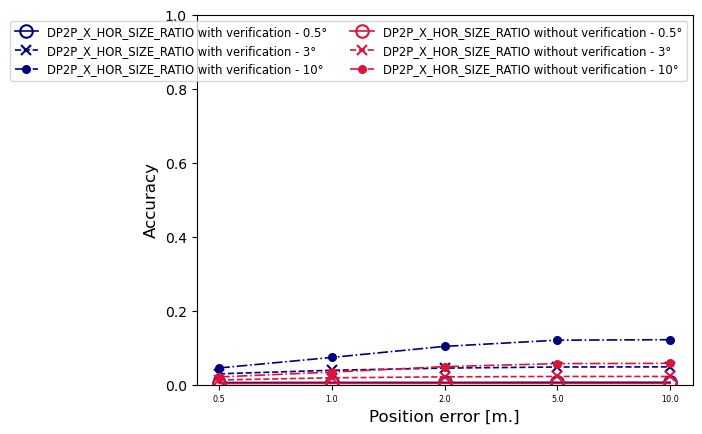 1.0
DP2P_X_HOR_SIZE_RATIO with verification - 0.5° DP2P_X_HOR_SIZE_RATIO without verification - 0.5°
DP2P_X_HOR_SIZE_RATIO with verification - 3° DP2P_X_HOR_SIZE_RATIO without verification - 3°
DP2P_X_HOR_SIZE_RATIO with verification - 10° DP2P_X_HOR_SIZE_RATIO without verification - 10°
0.8
0.6
Accuracy
0.4
0.2
0.0
0.5 1.0 2.0 5.0 10.0
Position error [m.]